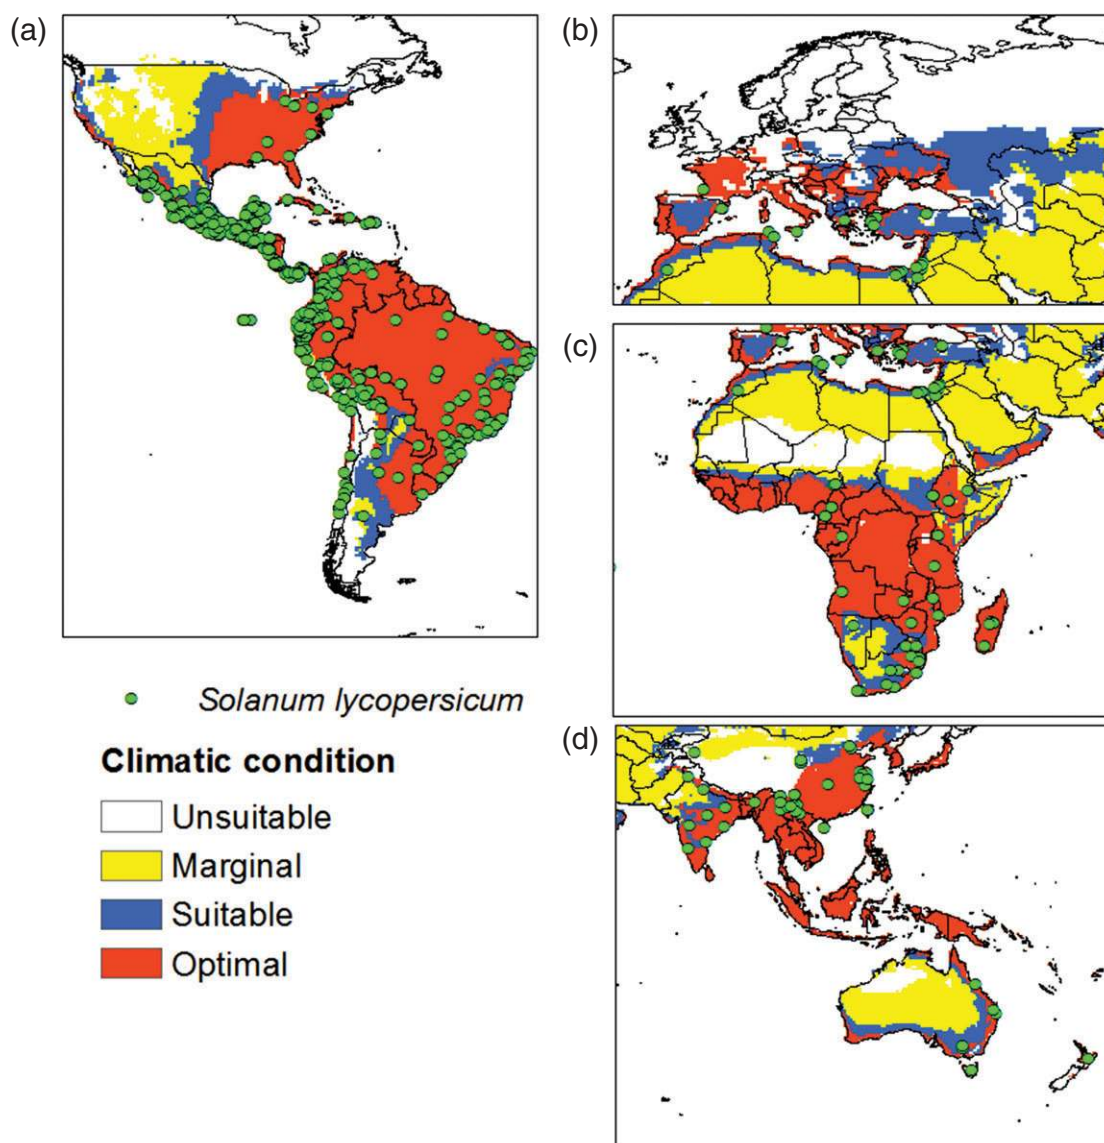 (a)
(b)
(c)
(d)
Solanum lycopersicum
Climatic condition
Unsuitable
Marginal
Suitable
Optimal